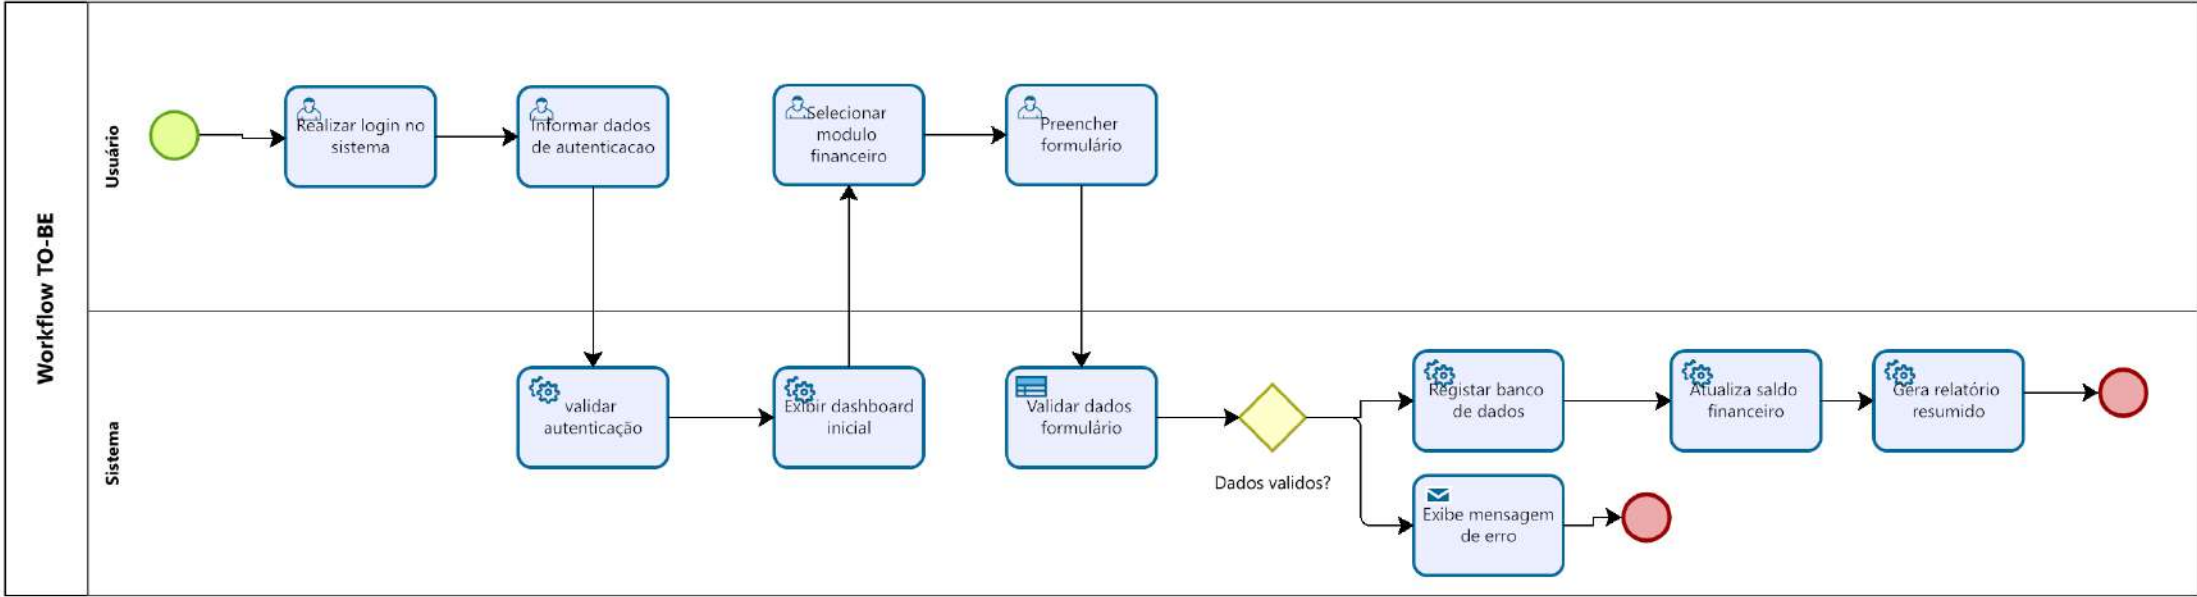 Workflow TO-BE
Usuário
Realizar login no
sistema
Informar dados
de autenticacao
Selecionar
modulo
financeiro
Preencher
formulário
Sistema
validar
autenticação
Exibir dashboard
inicial
Validar dados
formulário
Dados validos?
Registar banco
de dados
Atualiza saldo
financeiro
Gera relatório
resumido
Exibe mensagem
de erro